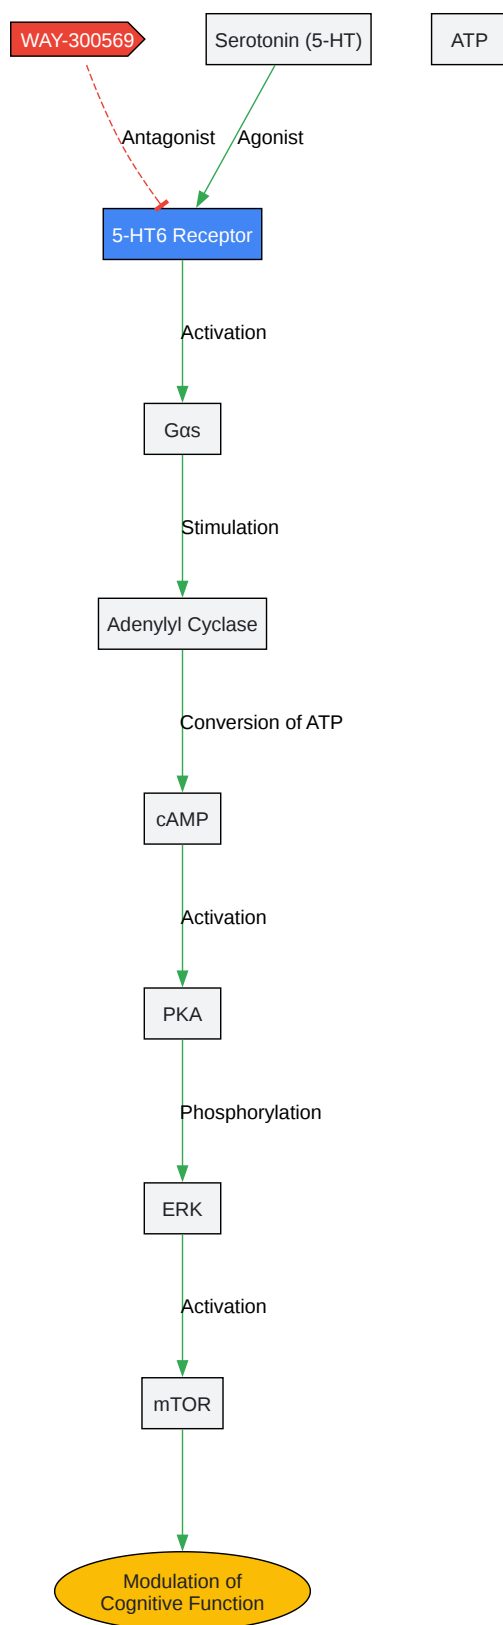 WAY-300569
Serotonin (5-HT)
ATP
Antagonist
Agonist
5-HT6 Receptor
Activation
Gαs
Stimulation
Adenylyl Cyclase
Conversion of ATP
cAMP
Activation
PKA
Phosphorylation
ERK
Activation
mTOR
Modulation of
Cognitive Function